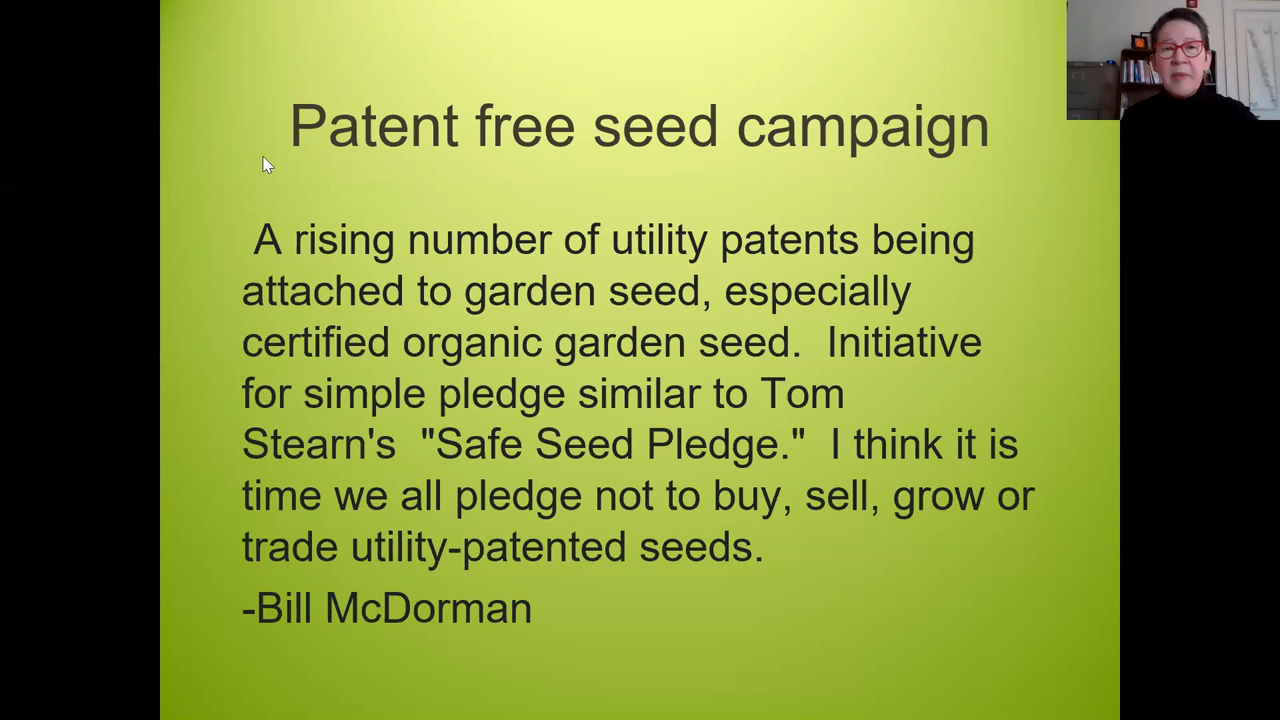 Patent free seed campaign
A rising number of utility patents being
attached to garden seed, especially
certified organic garden seed.  Initiative
for simple pledge similar to Tom
Stearn's  "Safe Seed Pledge."  I think it is
time we all pledge not to buy, sell, grow or
trade utility-patented seeds.
-Bill McDorman